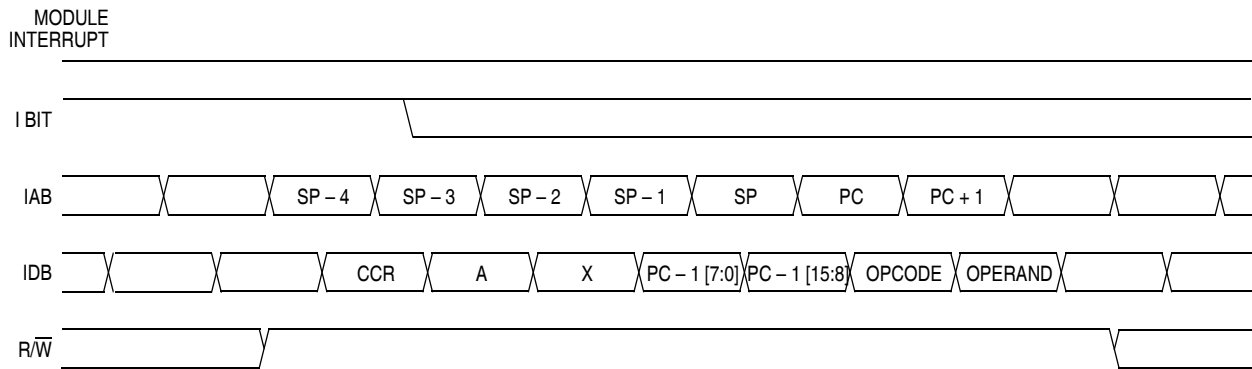 MODULE
INTERRUPT
I BIT
IAB SP – 4 SP – 3 SP – 2 SP – 1 SP PC PC + 1
IDB CCR A X PC – 1 [7:0] PC – 1 [15:8] OPCODE OPERAND
R/W̅